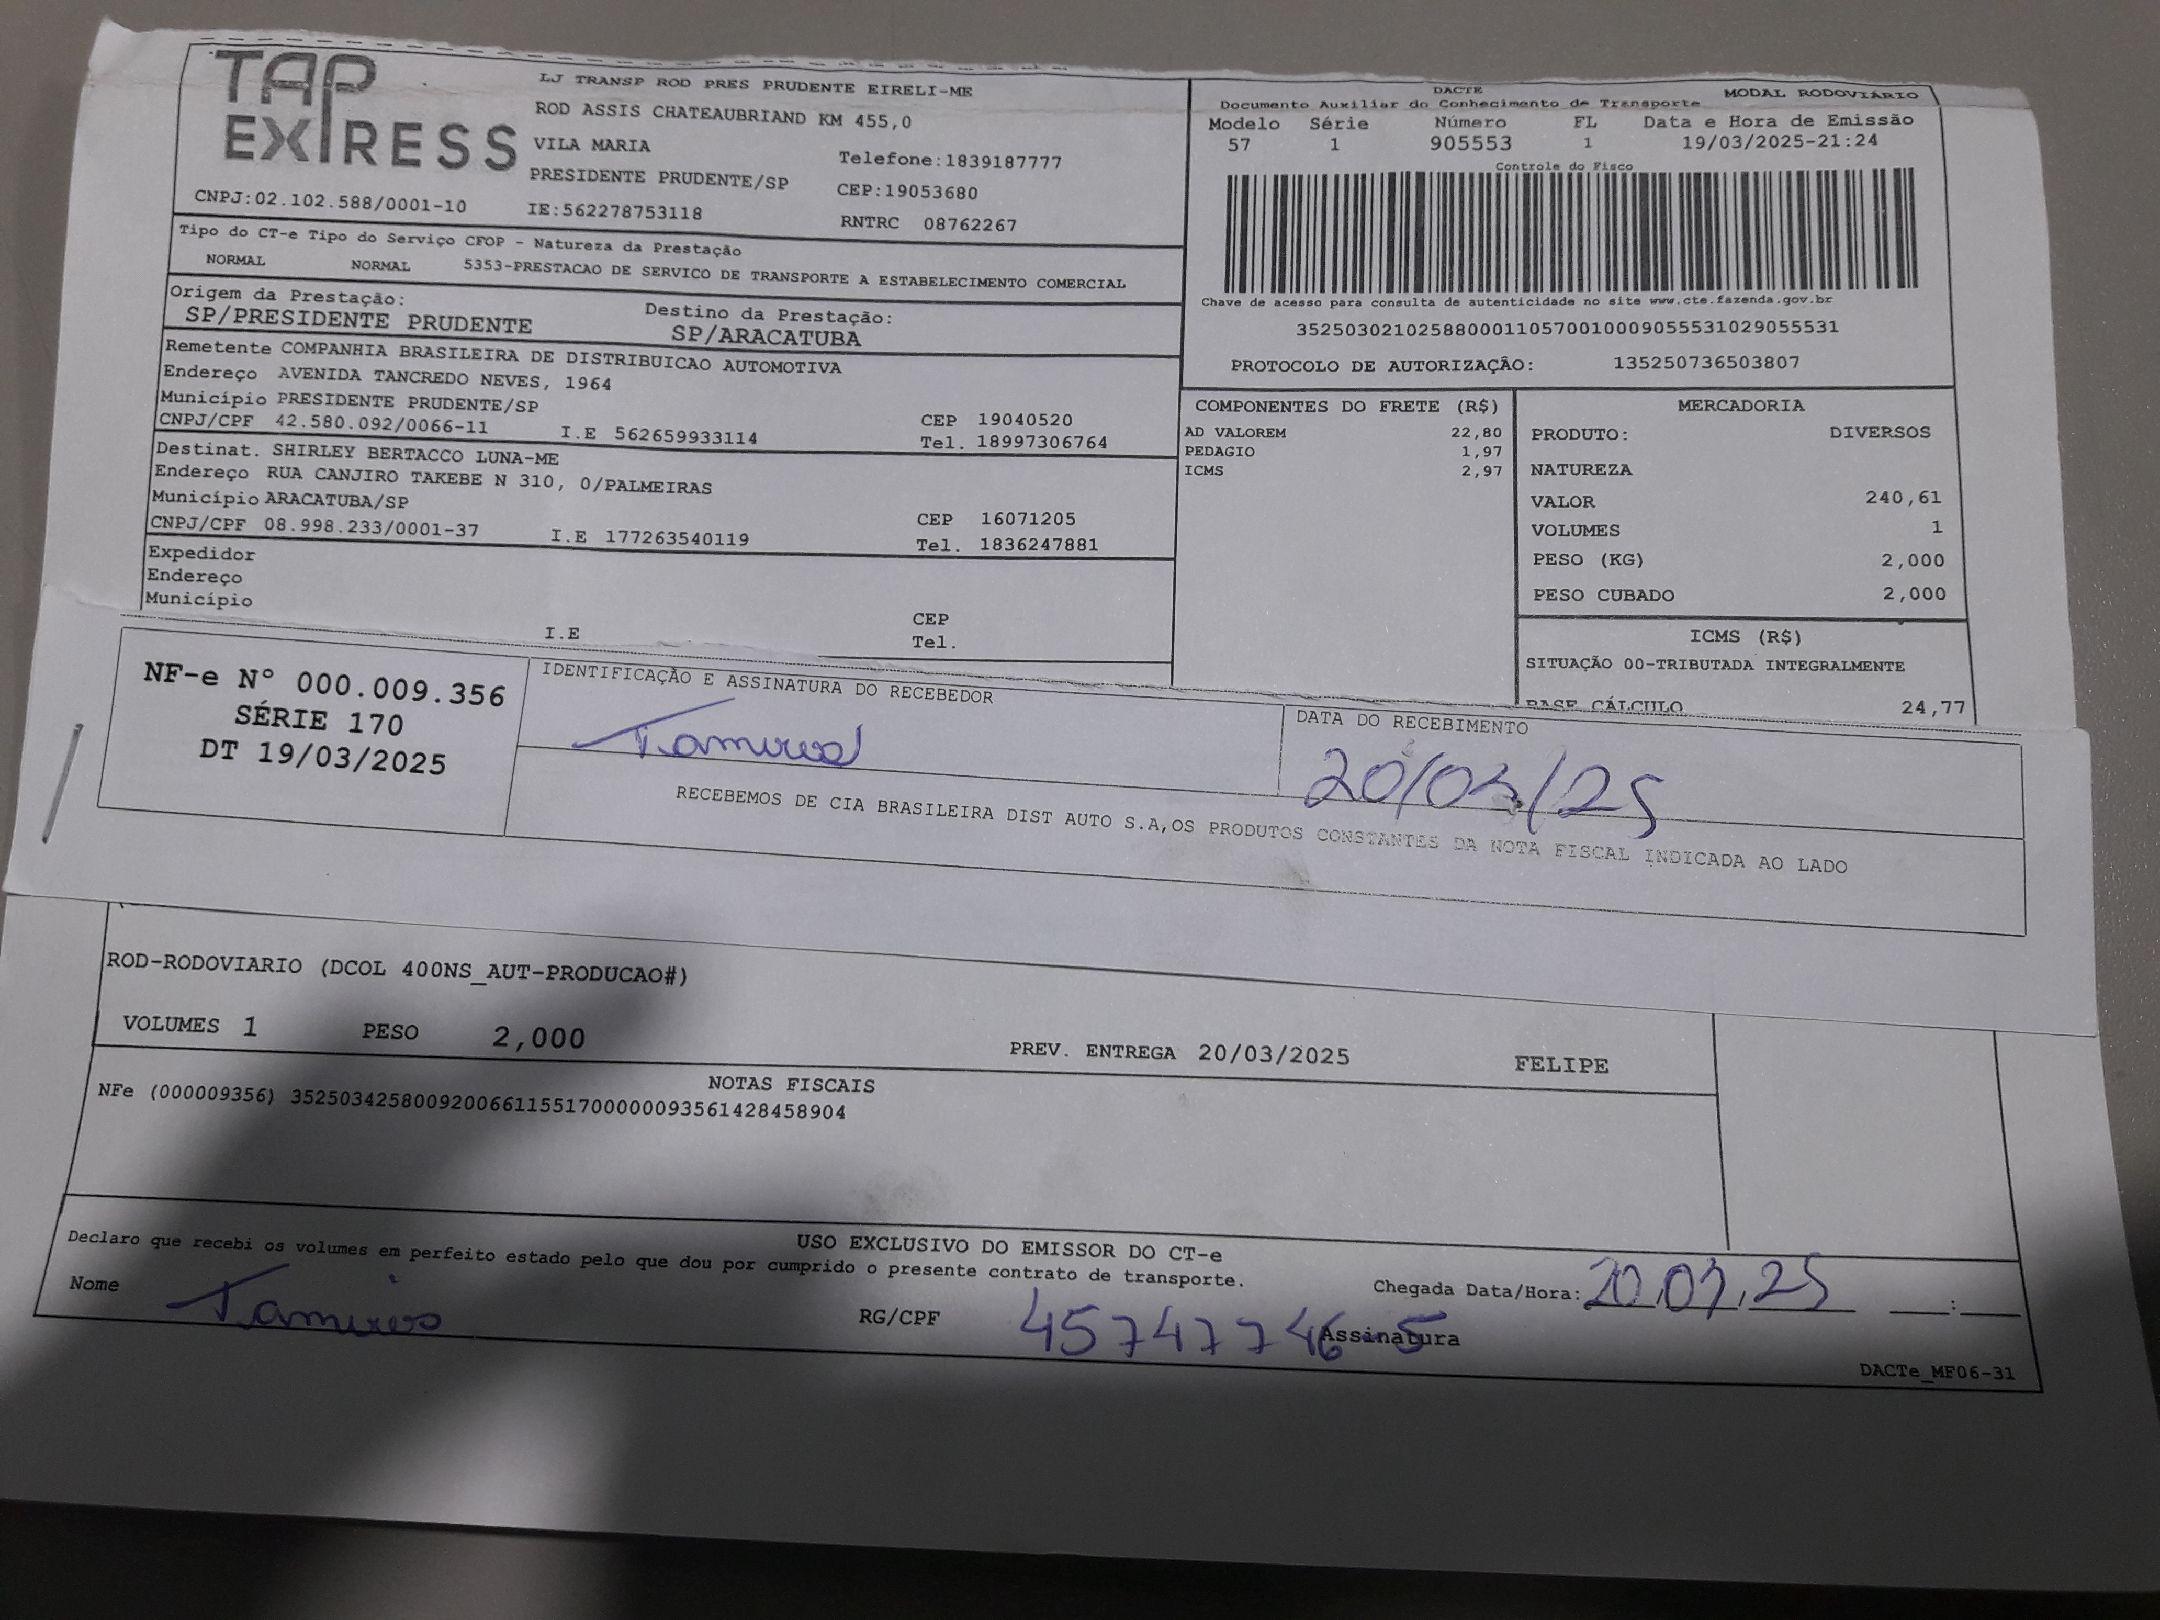 TAP
EXPRESS
LJ TRANSP ROD PRES PRUDENTE EIRELI-ME
ROD ASSIS CHATEAUBRIAND KM 455,0
VILA MARIA
Telefone:1839187777
PRESIDENTE PRUDENTE/SP
CEP:19053680
CNPJ:02.102.588/0001-10
IE:562278753118
RNTRC 08762267
DACTE
MODAL RODOVIÁRIO
Documento Auxiliar do Conhecimento de Transporte
Modelo Série Número FL Data e Hora de Emissão
57 1 905553 1 19/03/2025-21:24
Controle do Fisco
Chave de acesso para consulta de autenticidade no site www.cte.fazenda.gov.br
35250302102588000110570010009055531029055531
PROTOCOLO DE AUTORIZAÇÃO: 135250736503807
Tipo do CT-e Tipo do Serviço CFOP - Natureza da Prestação
NORMAL NORMAL 5353-PRESTACAO DE SERVICO DE TRANSPORTE A ESTABELECIMENTO COMERCIAL
Origem da Prestação: Destino da Prestação:
SP/PRESIDENTE PRUDENTE SP/ARACATUBA
Remetente COMPANHIA BRASILEIRA DE DISTRIBUICAO AUTOMOTIVA
Endereço AVENIDA TANCREDO NEVES, 1964
Município PRESIDENTE PRUDENTE/SP CEP 19040520
CNPJ/CPF 42.580.092/0066-11 I.E 562659933114 Tel. 18997306764
Destinat. SHIRLEY BERTACCO LUNA-ME
Endereço RUA CANJIRO TAKEBE N 310, 0/PALMEIRAS
Município ARACATUBA/SP CEP 16071205
CNPJ/CPF 08.998.233/0001-37 I.E 177263540119 Tel. 1836247881
Expedidor
Endereço
Município CEP
I.E Tel.
COMPONENTES DO FRETE (R$)
AD VALOREM 22,80
PEDAGIO 1,97
ICMS 2,97
MERCADORIA
PRODUTO: DIVERSOS
NATUREZA
VALOR 240,61
VOLUMES 1
PESO (KG) 2,000
PESO CUBADO 2,000
ICMS (R$)
SITUAÇÃO 00-TRIBUTADA INTEGRALMENTE
BASE CÁLCULO 24,77
NF-e Nº 000.009.356
SÉRIE 170
DT 19/03/2025
IDENTIFICAÇÃO E ASSINATURA DO RECEBEDOR
Tamires
DATA DO RECEBIMENTO
20/03/25
RECEBEMOS DE CIA BRASILEIRA DIST AUTO S.A,OS PRODUTOS CONSTANTES DA NOTA FISCAL INDICADA AO LADO
ROD-RODOVIARIO (DCOL 400NS_AUT-PRODUCAO#)
VOLUMES 1 PESO 2,000 PREV. ENTREGA 20/03/2025 FELIPE
NOTAS FISCAIS
NFe (000009356) 35250342580092006611551700000093561428458904
USO EXCLUSIVO DO EMISSOR DO CT-e
Declaro que recebi os volumes em perfeito estado pelo que dou por cumprido o presente contrato de transporte.
Chegada Data/Hora: 20.03.25 ___:___
Nome Tamires RG/CPF 45747746-5 Assinatura
DACTe_MF06-31